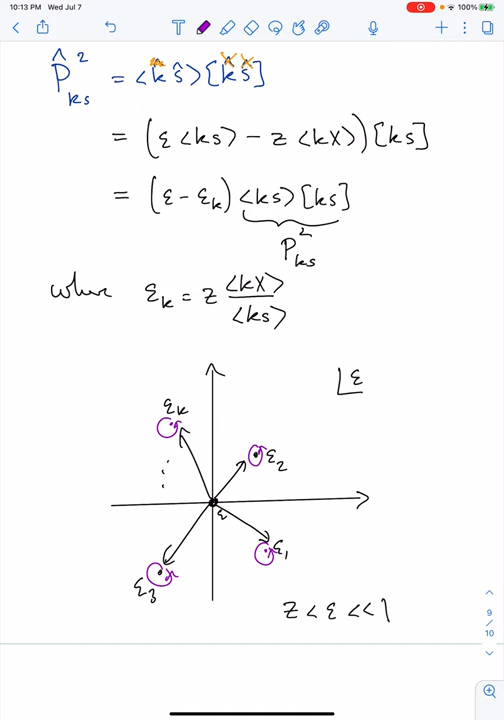 10:13 PM Wed Jul 7
100%
P̂²_ks = ⟨k̂ ŝ⟩[k̂ ŝ]
= (ε⟨ks⟩ − z⟨kX⟩)[ks]
= (ε − ε_k) ⟨ks⟩[ks]
P²_ks
where ε_k = z ⟨kX⟩/⟨ks⟩
ε
ε_k
ε_2
ε
ε_1
ε_3
z < ε << 1
9
10